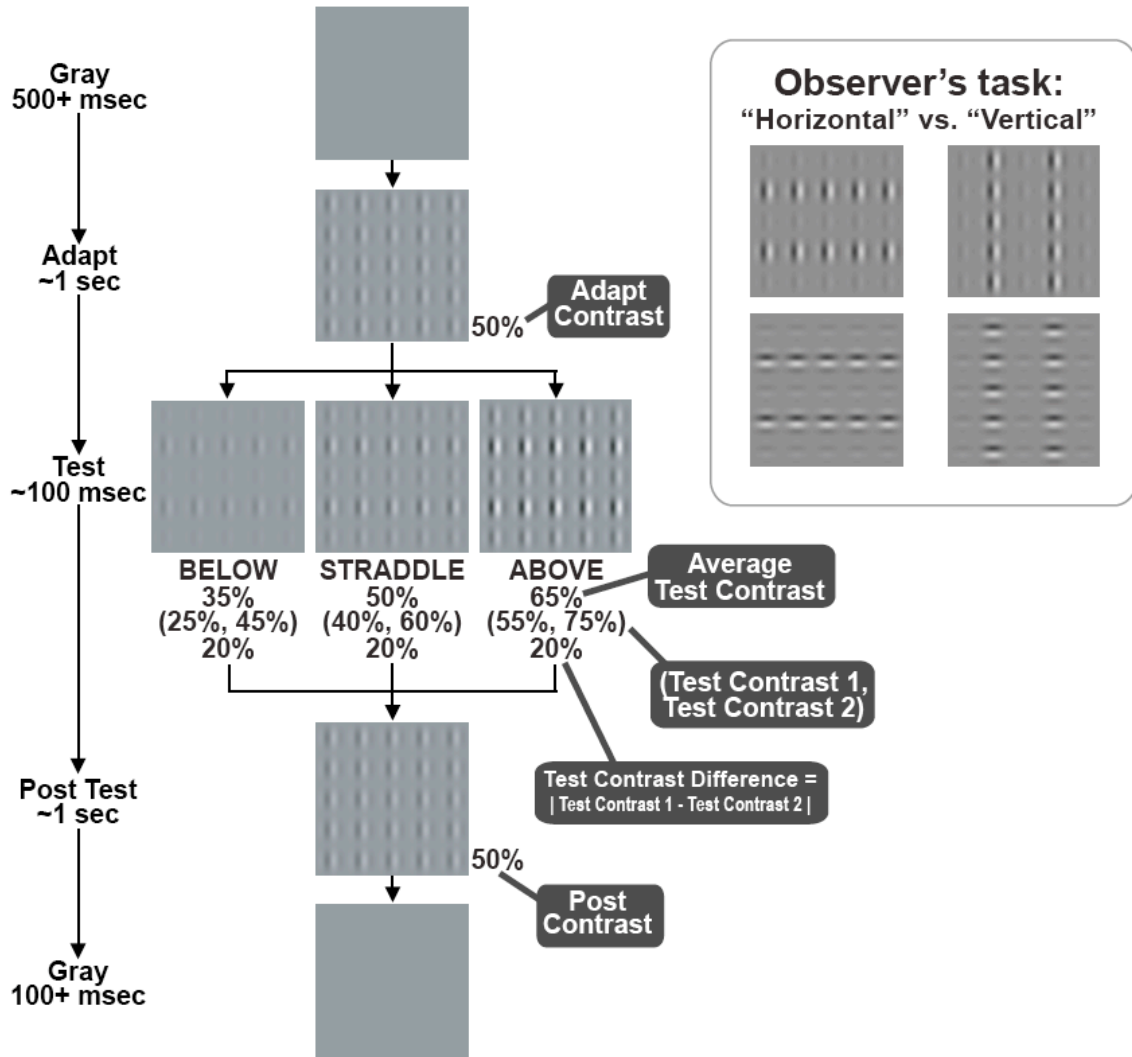 Gray
500+ msec
Observer's task:
“Horizontal” vs. “Vertical”
Adapt
~1 sec
Adapt
Contrast
50%
Test
~100 msec
BELOW
35%
(25%, 45%)
20%
STRADDLE
50%
(40%, 60%)
20%
ABOVE
65%
(55%, 75%)
20%
Average
Test Contrast
(Test Contrast 1,
Test Contrast 2)
Test Contrast Difference =
| Test Contrast 1 - Test Contrast 2 |
Post Test
~1 sec
50%
Post
Contrast
Gray
100+ msec